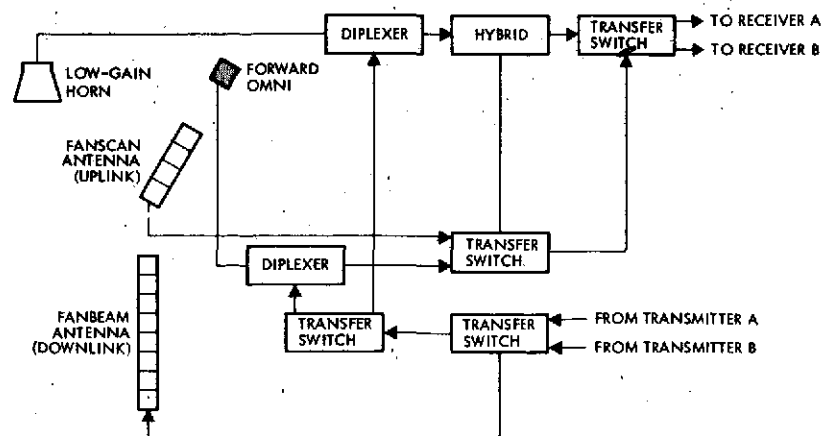 DIPLEXER
HYBRID
TRANSFER
SWITCH
TO RECEIVER A
TO RECEIVER B
LOW-GAIN
HORN
FORWARD
OMNI
FANSCAN
ANTENNA
(UPLINK)
TRANSFER
SWITCH
DIPLEXER
FANBEAM
ANTENNA
(DOWNLINK)
TRANSFER
SWITCH
TRANSFER
SWITCH
FROM TRANSMITTER A
FROM TRANSMITTER B